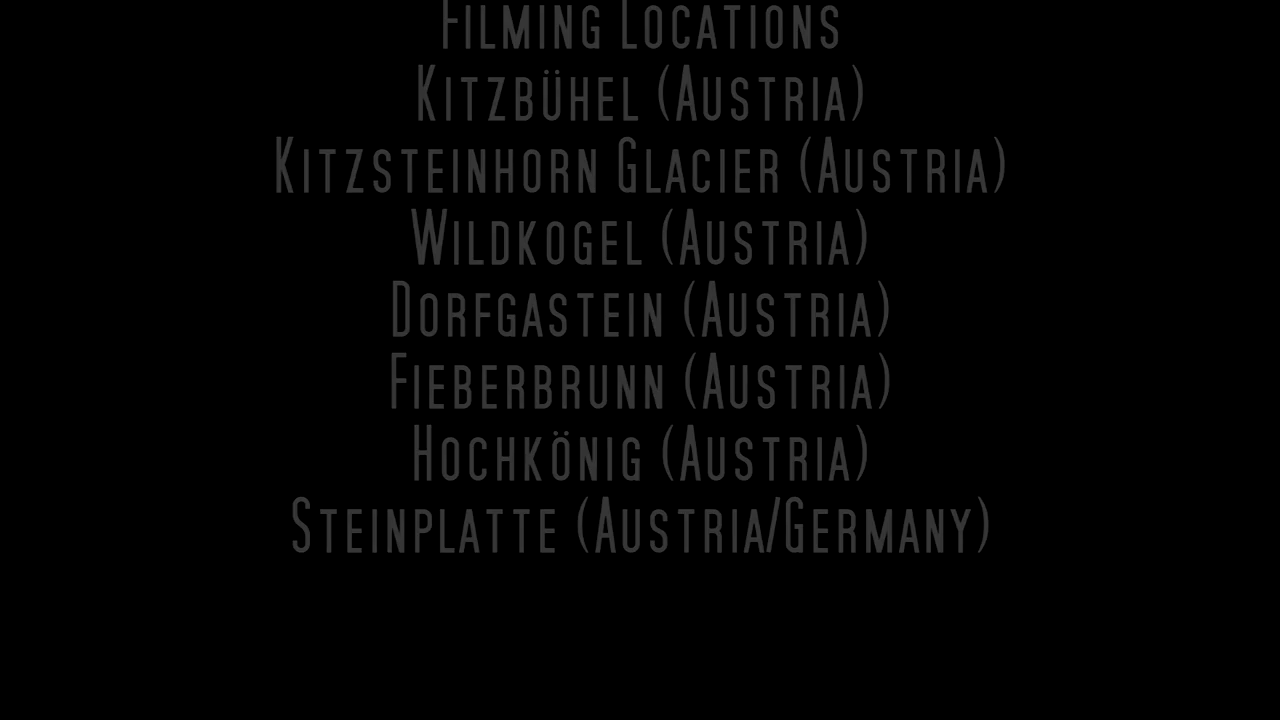 Filming Locations
Kitzbühel (Austria)
Kitzsteinhorn Glacier (Austria)
Wildkogel (Austria)
Dorfgastein (Austria)
Fieberbrunn (Austria)
Hochkönig (Austria)
Steinplatte (Austria/Germany)